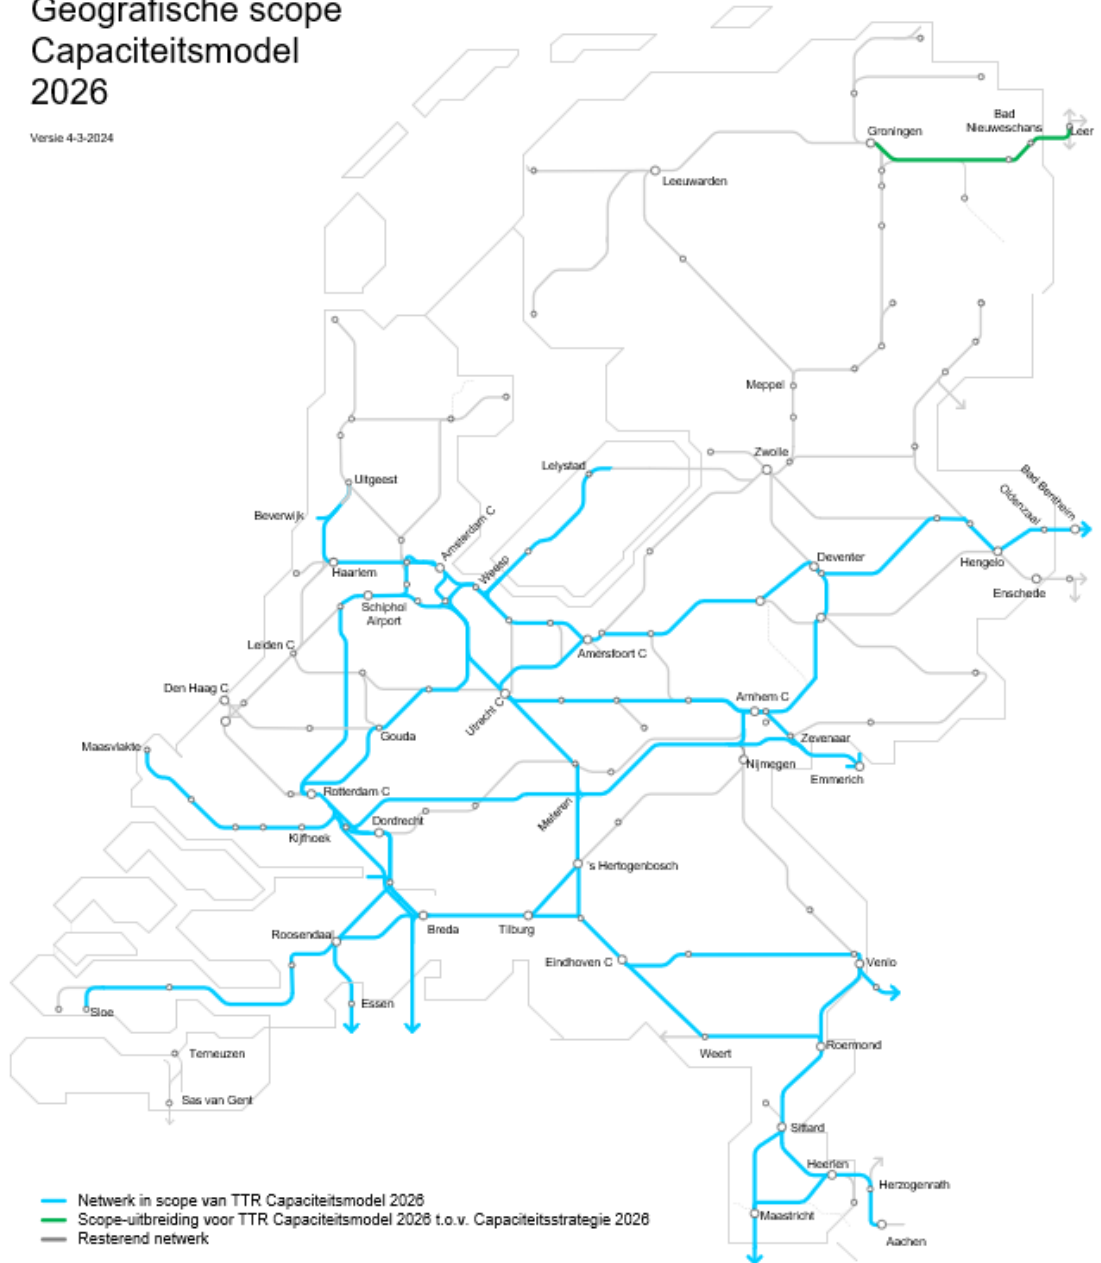 Geografische scope
Capaciteitsmodel
2026
Versie 4-3-2024
Groningen
Bad
Nieuweschans
Leer
Leeuwarden
Meppel
Zwolle
Lelystad
Uitgeest
Beverwijk
Amsterdam C
Weesp
Haarlem
Schiphol
Airport
Bad Bentheim
Oldenzaal
Hengelo
Enschede
Deventer
Leiden C
Amersfoort C
Den Haag C
Utrecht C
Arnhem C
Gouda
Zevenaar
Maasvlakte
Nijmegen
Emmerich
Rotterdam C
Meteren
Dordrecht
Kijfhoek
's Hertogenbosch
Roosendaal
Breda
Tilburg
Eindhoven C
Venlo
Essen
Sloe
Weert
Roermond
Terneuzen
Sas van Gent
Sittard
Heerlen
Herzogenrath
Maastricht
Aachen
Netwerk in scope van TTR Capaciteitsmodel 2026
Scope-uitbreiding voor TTR Capaciteitsmodel 2026 t.o.v. Capaciteitsstrategie 2026
Resterend netwerk